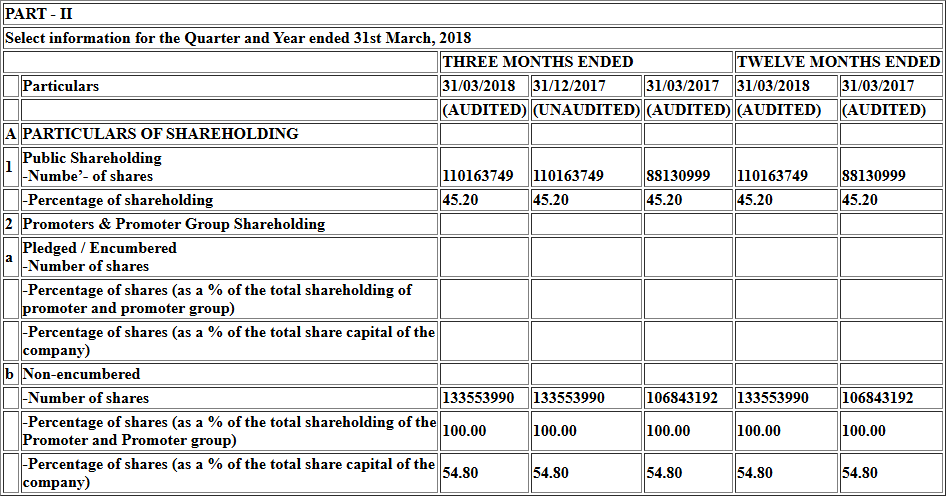 PART - II
Select information for the Quarter and Year ended 31st March, 2018
THREE MONTHS ENDED TWELVE MONTHS ENDED
Particulars 31/03/2018 31/12/2017 31/03/2017 31/03/2018 31/03/2017
(AUDITED) (UNAUDITED) (AUDITED) (AUDITED) (AUDITED)
A PARTICULARS OF SHAREHOLDING
1 Public Shareholding
-Numbe’- of shares 110163749 110163749 88130999 110163749 88130999
-Percentage of shareholding 45.20 45.20 45.20 45.20 45.20
2 Promoters & Promoter Group Shareholding
a Pledged / Encumbered
-Number of shares
-Percentage of shares (as a % of the total shareholding of
promoter and promoter group)
-Percentage of shares (as a % of the total share capital of the
company)
b Non-encumbered
-Number of shares 133553990 133553990 106843192 133553990 106843192
-Percentage of shares (as a % of the total shareholding of the
Promoter and Promoter group) 100.00 100.00 100.00 100.00 100.00
-Percentage of shares (as a % of the total share capital of the
company) 54.80 54.80 54.80 54.80 54.80